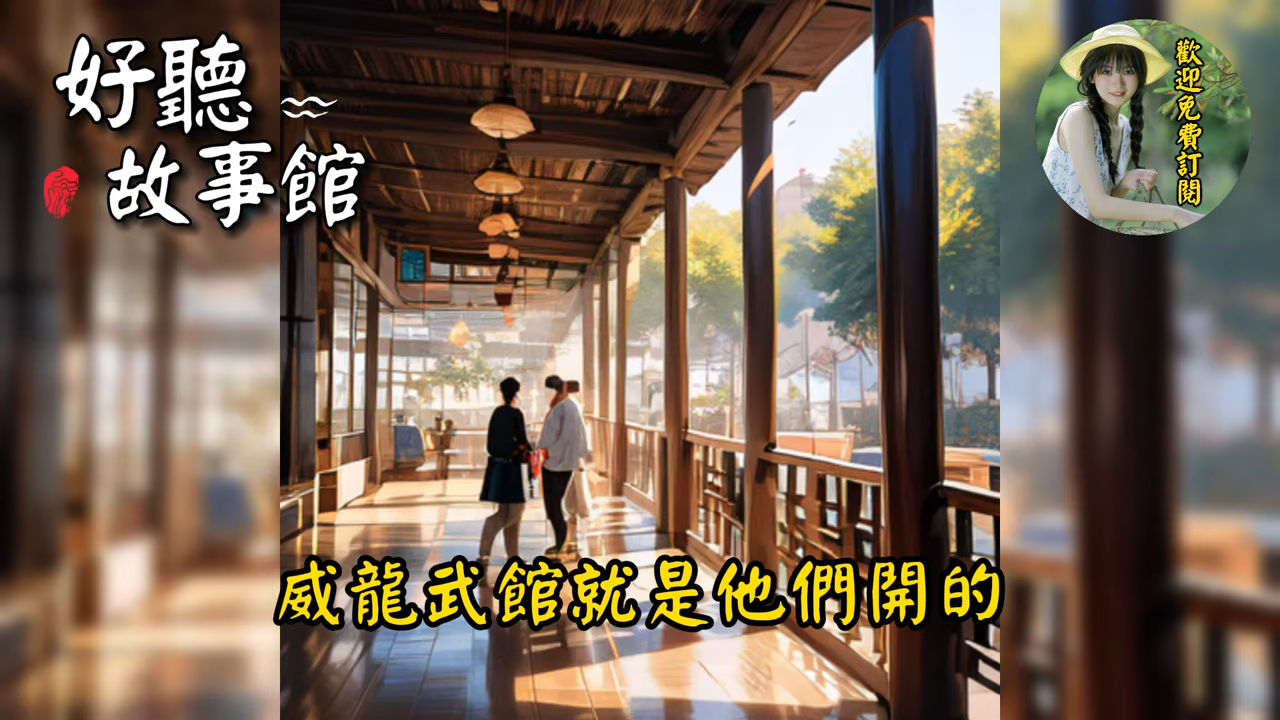 好聽
故事館
歡迎免費訂閱
威龍武館就是他們開的